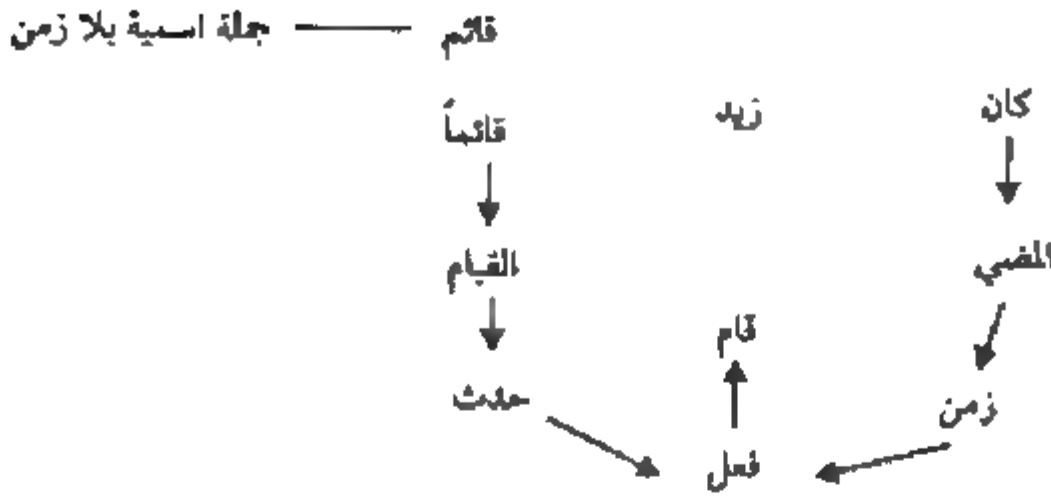 قائم جملة اسمية بلا زمن
كان زيد قائماً
المضي القيام
قام
زمن حدث
فعل